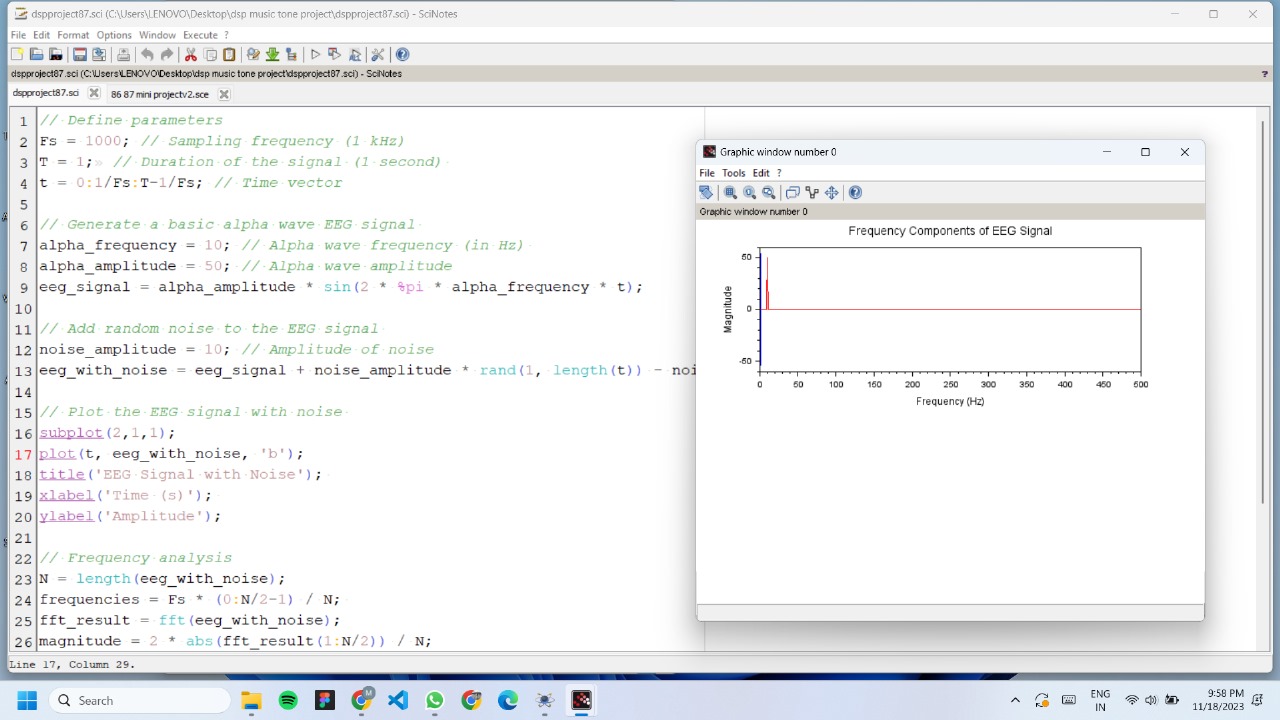 dspproject87.sci (C:\Users\LENOVO\Desktop\dsp music tone project\dspproject87.sci) - SciNotes
File Edit Format Options Window Execute ?
dspproject87.sci (C:\Users\LENOVO\Desktop\dsp music tone project\dspproject87.sci) - SciNotes ?
dspproject87.sci 86 87 mini projectv2.sce
1 // Define parameters
2 Fs = 1000; // Sampling frequency (1 kHz)
3 T = 1; // Duration of the signal (1 second)
4 t = 0:1/Fs:T-1/Fs; // Time vector
5
6 // Generate a basic alpha wave EEG signal
7 alpha_frequency = 10; // Alpha wave frequency (in Hz)
8 alpha_amplitude = 50; // Alpha wave amplitude
9 eeg_signal = alpha_amplitude * sin(2 * %pi * alpha_frequency * t);
10
11 // Add random noise to the EEG signal
12 noise_amplitude = 10; // Amplitude of noise
13 eeg_with_noise = eeg_signal + noise_amplitude * rand(1, length(t)) - noi
14
15 // Plot the EEG signal with noise
16 subplot(2,1,1);
17 plot(t, eeg_with_noise, 'b');
18 title('EEG Signal with Noise');
19 xlabel('Time (s)');
20 ylabel('Amplitude');
21
22 // Frequency analysis
23 N = length(eeg_with_noise);
24 frequencies = Fs * (0:N/2-1) / N;
25 fft_result = fft(eeg_with_noise);
26 magnitude = 2 * abs(fft_result(1:N/2)) / N;
Line 17, Column 29.
Graphic window number 0
File Tools Edit ?
Graphic window number 0
Frequency Components of EEG Signal
Magnitude
50
0
-50
0 50 100 150 200 250 300 350 400 450 500
Frequency (Hz)
Search
M
ENG
IN
9:58 PM
11/18/2023